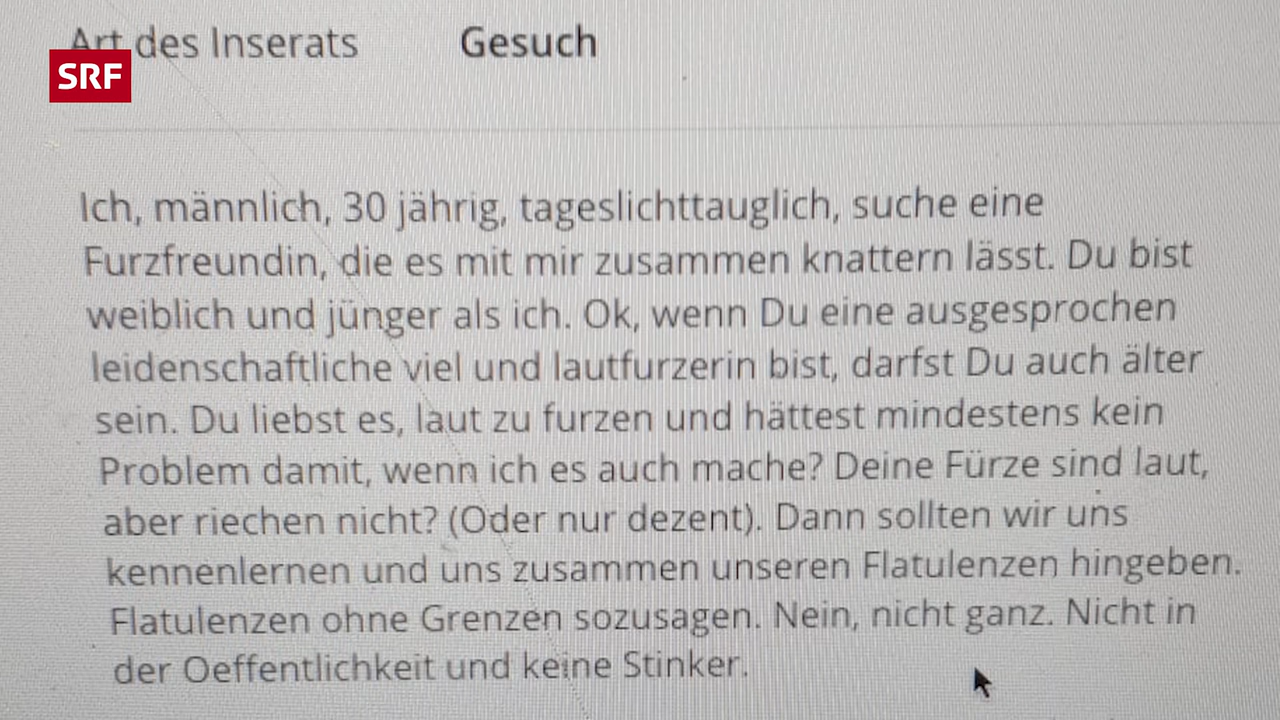 Art des Inserats Gesuch
SRF
Ich, männlich, 30 jährig, tageslichttauglich, suche eine
Furzfreundin, die es mit mir zusammen knattern lässt. Du bist
weiblich und jünger als ich. Ok, wenn Du eine ausgesprochen
leidenschaftliche viel und lautfurzerin bist, darfst Du auch älter
sein. Du liebst es, laut zu furzen und hättest mindestens kein
Problem damit, wenn ich es auch mache? Deine Fürze sind laut,
aber riechen nicht? (Oder nur dezent). Dann sollten wir uns
kennenlernen und uns zusammen unseren Flatulenzen hingeben.
Flatulenzen ohne Grenzen sozusagen. Nein, nicht ganz. Nicht in
der Oeffentlichkeit und keine Stinker.